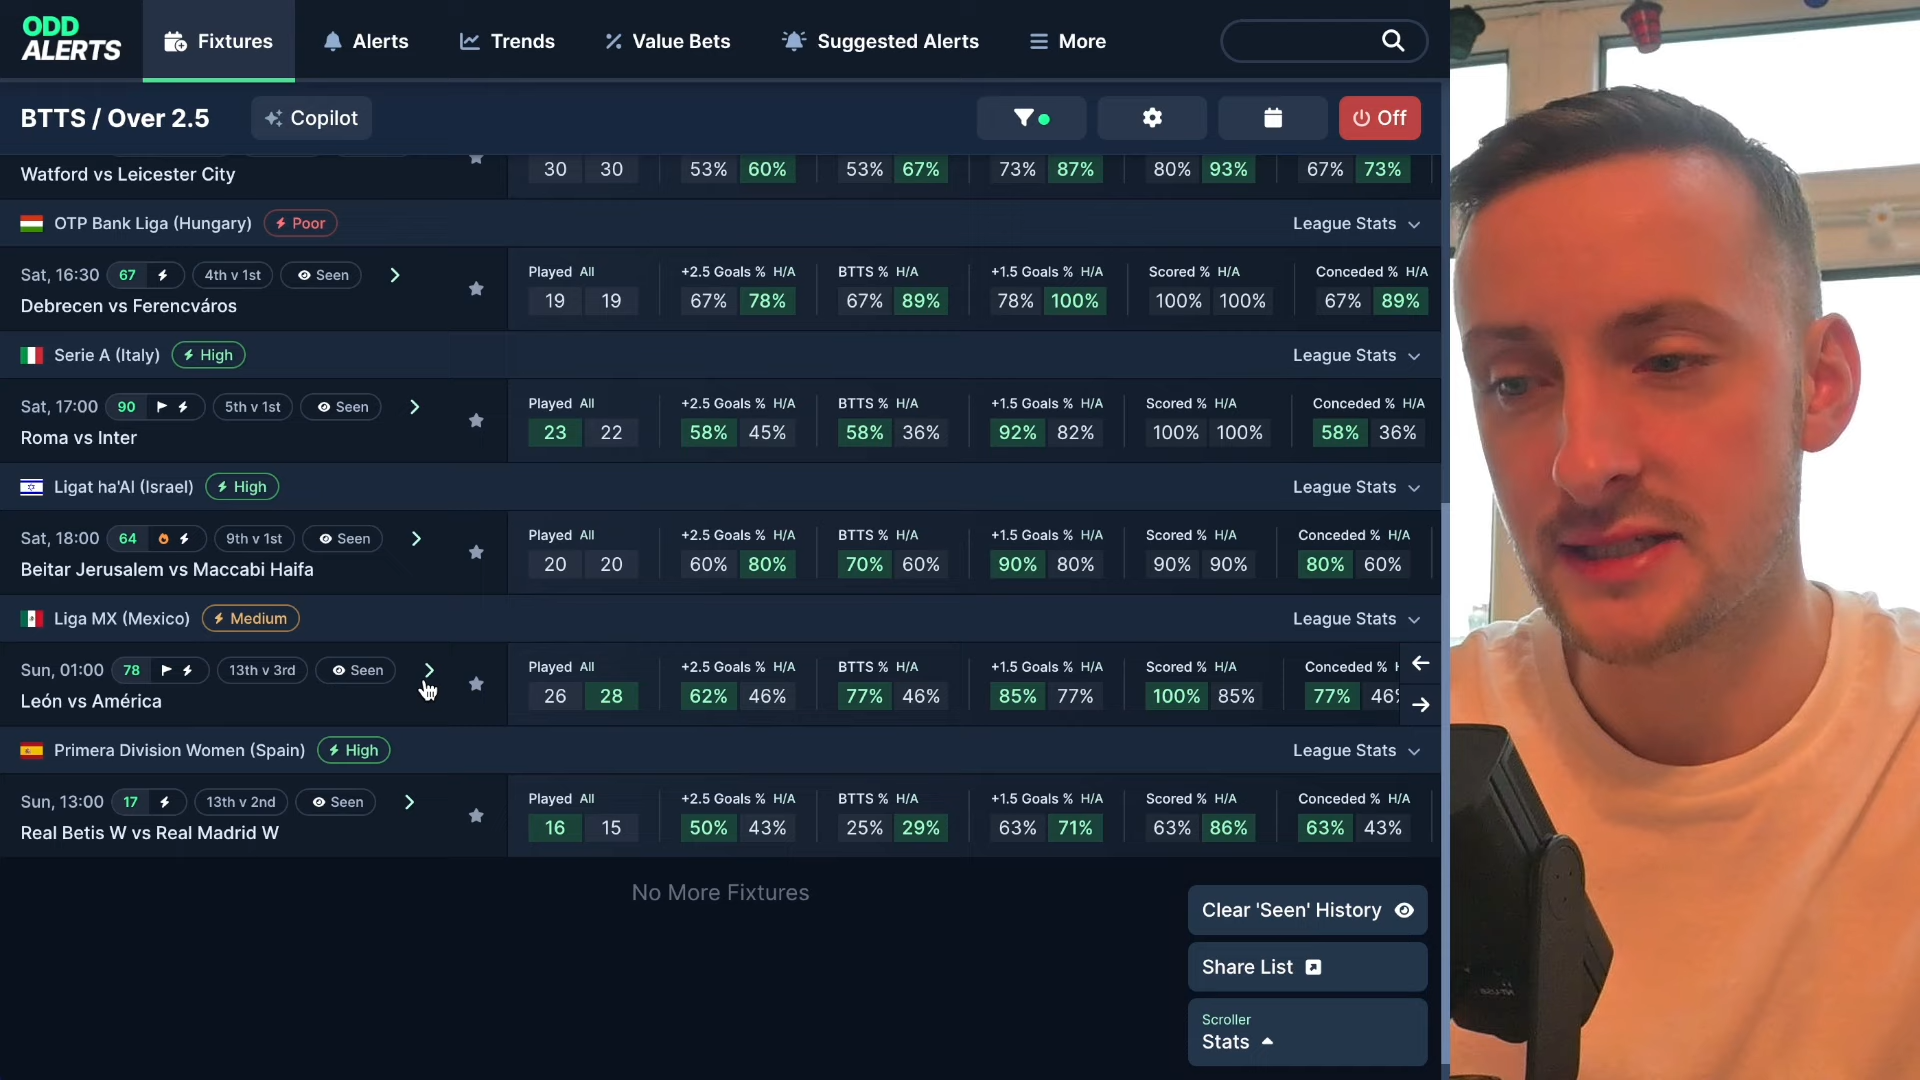 ODD
ALERTS
Fixtures
Alerts
Trends
Value Bets
Suggested Alerts
More
BTTS / Over 2.5
Copilot
Off
Watford vs Leicester City
30 30 53% 60% 53% 67% 73% 87% 80% 93% 67% 73%
OTP Bank Liga (Hungary) Poor League Stats
Sat, 16:30 67 4th v 1st Seen
Debrecen vs Ferencváros
Played All +2.5 Goals % H/A BTTS % H/A +1.5 Goals % H/A Scored % H/A Conceded % H/A
19 19 67% 78% 67% 89% 78% 100% 100% 100% 67% 89%
Serie A (Italy) High League Stats
Sat, 17:00 90 5th v 1st Seen
Roma vs Inter
Played All +2.5 Goals % H/A BTTS % H/A +1.5 Goals % H/A Scored % H/A Conceded % H/A
23 22 58% 45% 58% 36% 92% 82% 100% 100% 58% 36%
Ligat ha'Al (Israel) High League Stats
Sat, 18:00 64 9th v 1st Seen
Beitar Jerusalem vs Maccabi Haifa
Played All +2.5 Goals % H/A BTTS % H/A +1.5 Goals % H/A Scored % H/A Conceded % H/A
20 20 60% 80% 70% 60% 90% 80% 90% 90% 80% 60%
Liga MX (Mexico) Medium League Stats
Sun, 01:00 78 13th v 3rd Seen
León vs América
Played All +2.5 Goals % H/A BTTS % H/A +1.5 Goals % H/A Scored % H/A Conceded %
26 28 62% 46% 77% 46% 85% 77% 100% 85% 77% 46%
Primera Division Women (Spain) High League Stats
Sun, 13:00 17 13th v 2nd Seen
Real Betis W vs Real Madrid W
Played All +2.5 Goals % H/A BTTS % H/A +1.5 Goals % H/A Scored % H/A Conceded % H/A
16 15 50% 43% 25% 29% 63% 71% 63% 86% 63% 43%
No More Fixtures
Clear 'Seen' History
Share List
Scroller
Stats